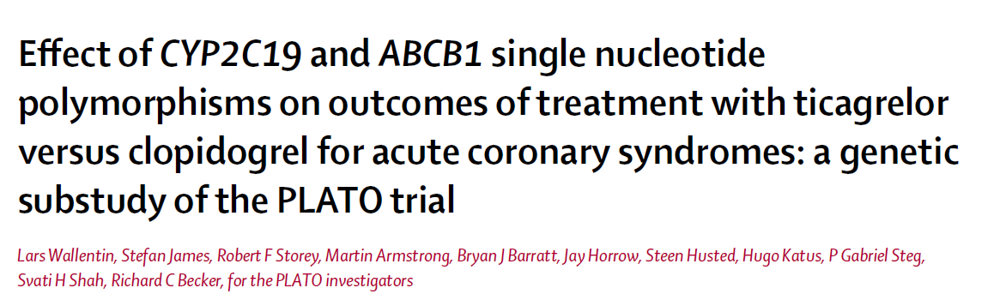 Effect of CYP2C19 and ABCB1 single nucleotide
polymorphisms on outcomes of treatment with ticagrelor
versus clopidogrel for acute coronary syndromes: a genetic
substudy of the PLATO trial
Lars Wallentin, Stefan James, Robert F Storey, Martin Armstrong, Bryan J Barratt, Jay Horrow, Steen Husted, Hugo Katus, P Gabriel Steg,
Svati H Shah, Richard C Becker, for the PLATO investigators